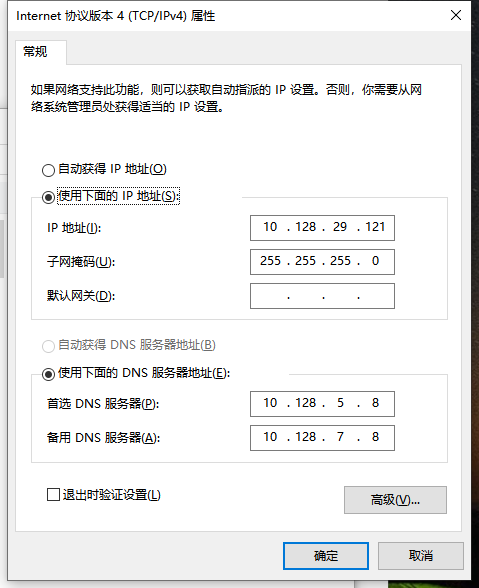 Internet 协议版本 4 (TCP/IPv4) 属性
常规
如果网络支持此功能，则可以获取自动指派的 IP 设置。否则，你需要从网
络系统管理员处获得适当的 IP 设置。
自动获得 IP 地址(O)
使用下面的 IP 地址(S):
IP 地址(I): 10 . 128 . 29 . 121
子网掩码(U): 255 . 255 . 255 . 0
默认网关(D): . . .
自动获得 DNS 服务器地址(B)
使用下面的 DNS 服务器地址(E):
首选 DNS 服务器(P): 10 . 128 . 5 . 8
备用 DNS 服务器(A): 10 . 128 . 7 . 8
退出时验证设置(L)
高级(V)...
确定 取消